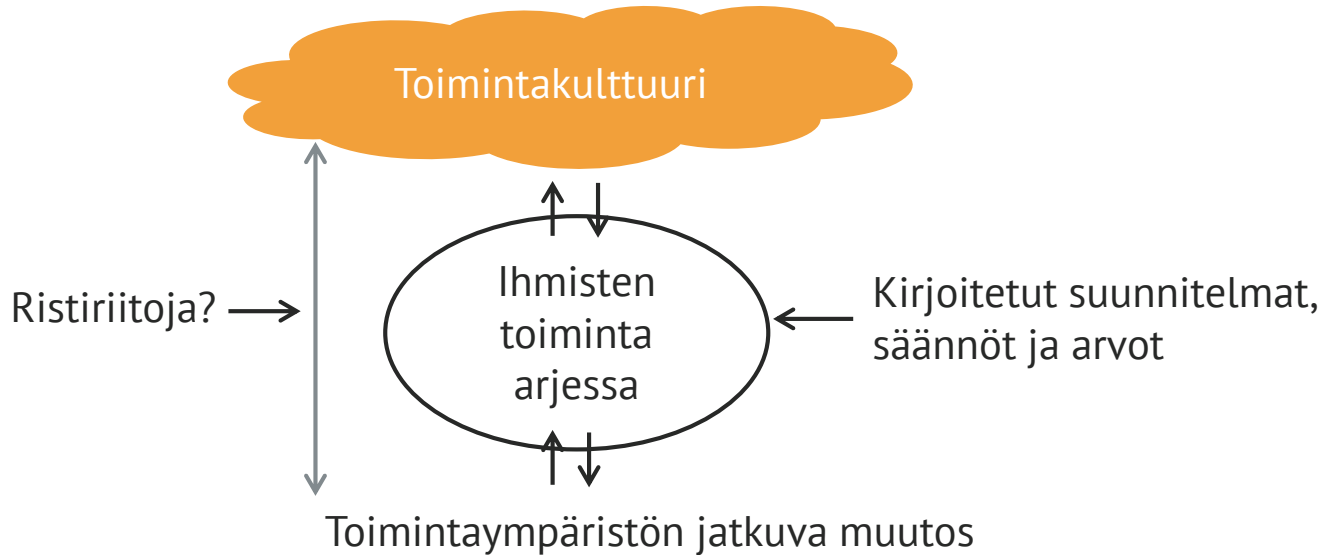 Toimintakulttuuri
Ristiriitoja?
Ihmisten
toiminta
arjessa
Kirjoitetut suunnitelmat,
säännöt ja arvot
Toimintaympäristön jatkuva muutos